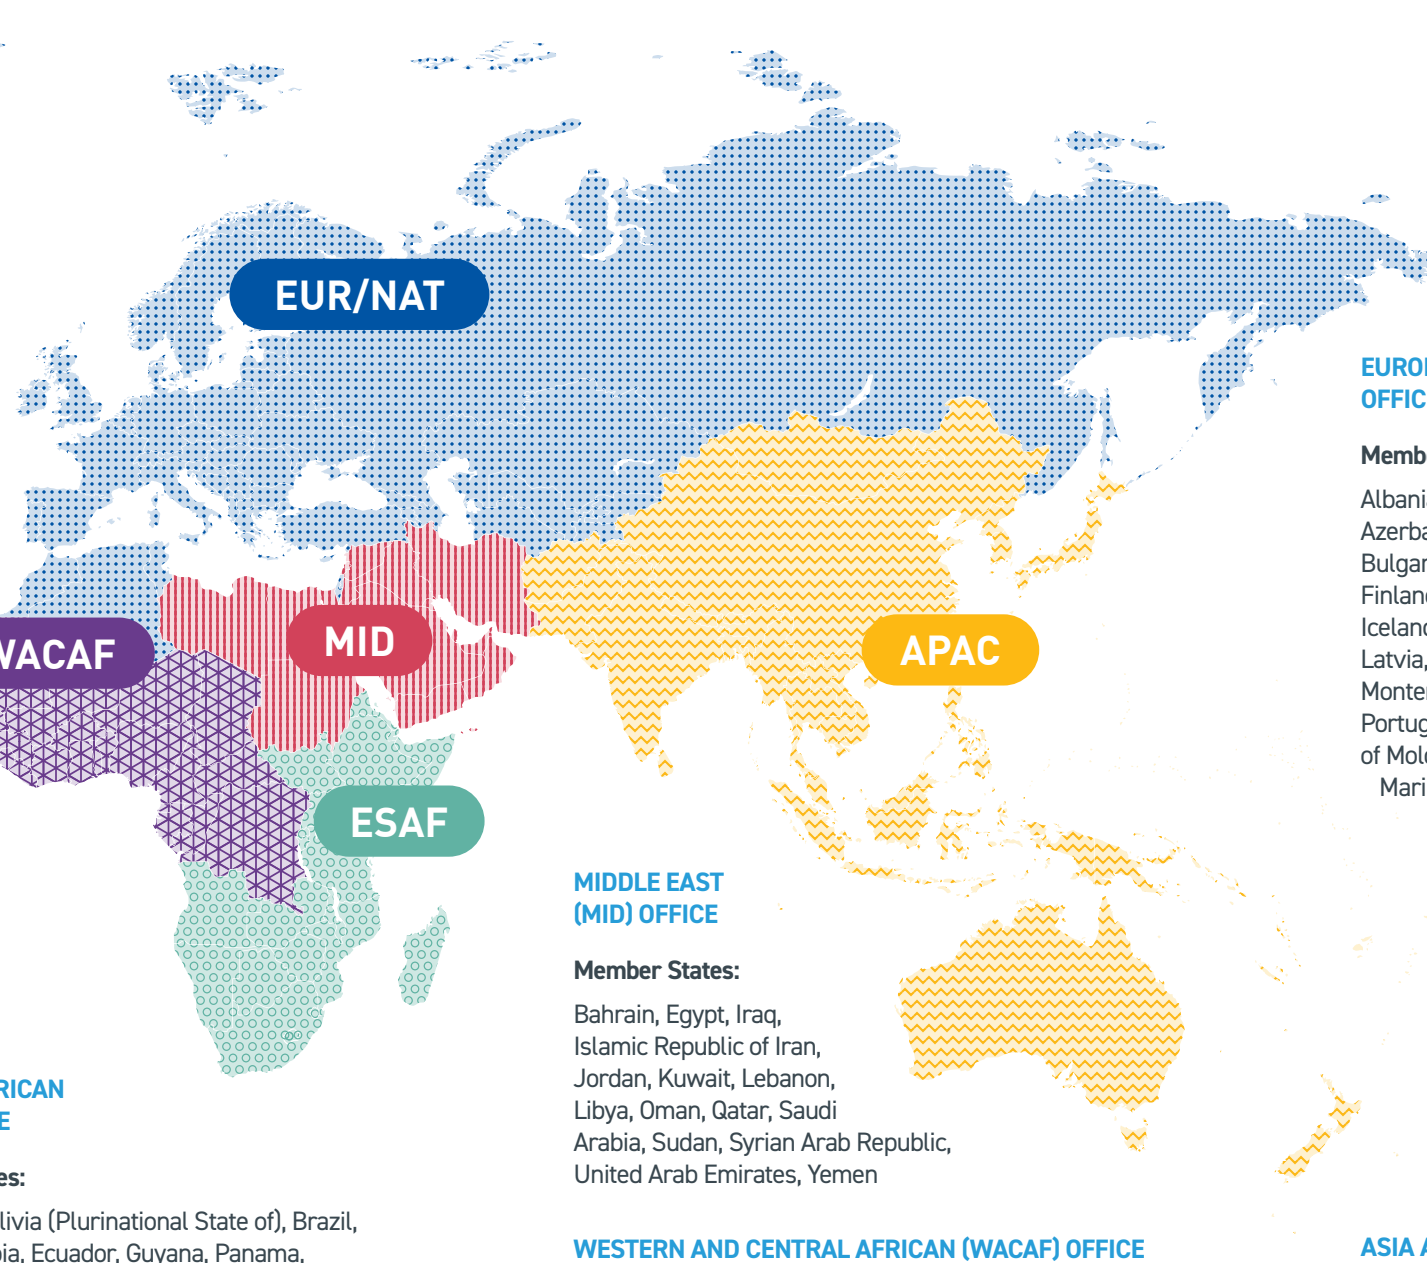 EUR/NAT
WACAF
MID
APAC
ESAF
OFFIC
Memb
Albani
Azerba
Bulgar
Finland
Iceland
Latvia,
Monte
Portug
of Mol
Mari
MIDDLE EAST
(MID) OFFICE
Member States:
Bahrain, Egypt, Iraq,
Islamic Republic of Iran,
Jordan, Kuwait, Lebanon,
Libya, Oman, Qatar, Saudi
Arabia, Sudan, Syrian Arab Republic,
United Arab Emirates, Yemen
RICAN
E
es:
livia (Plurinational State of), Brazil,
bia, Ecuador, Guyana, Panama,
WESTERN AND CENTRAL AFRICAN (WACAF) OFFICE
ASIA A